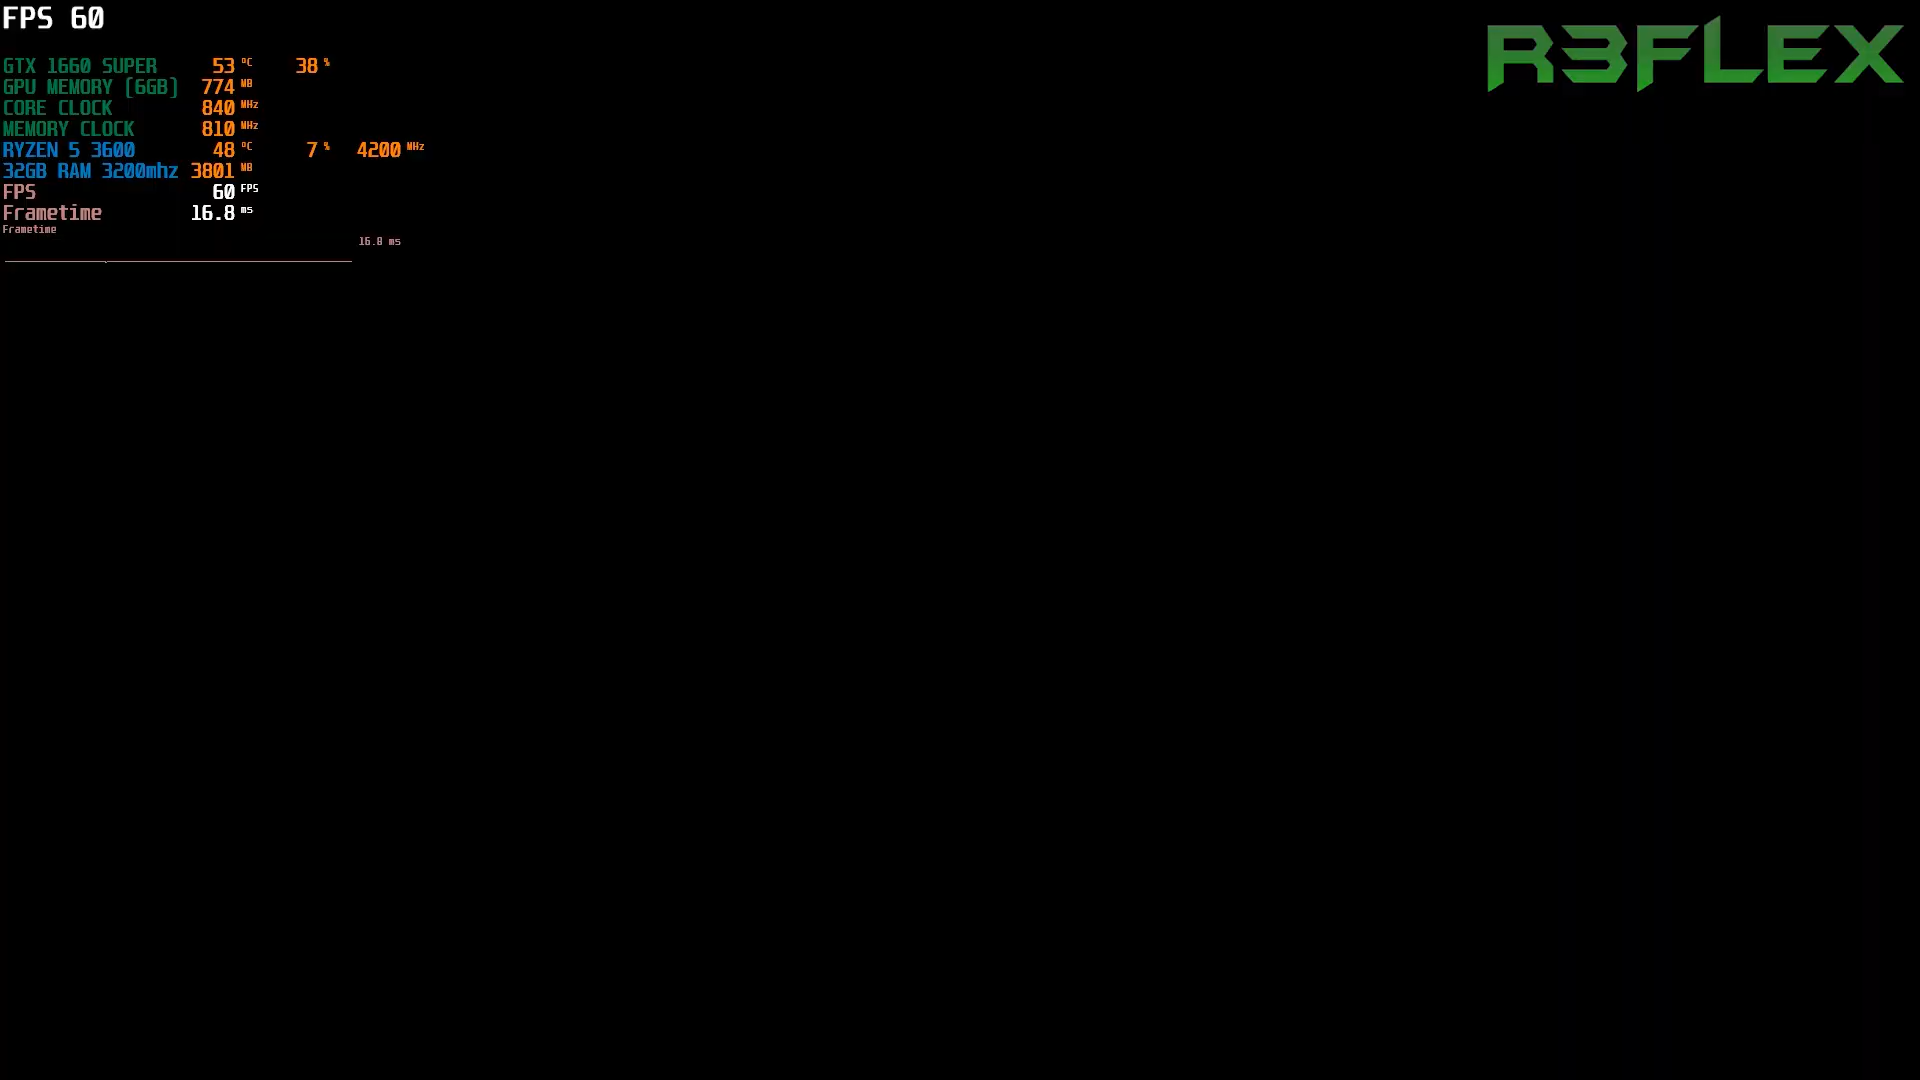 FPS 60
R3FLEX
GTX 1660 SUPER 53 °C 38 %
GPU MEMORY [6GB] 774 MB
CORE CLOCK 840 MHz
MEMORY CLOCK 810 MHz
RYZEN 5 3600 48 °C 7 % 4200 MHz
32GB RAM 3200mhz 3801 MB
FPS 60 FPS
Frametime 16.8 ms
Frametime
16.8 ms